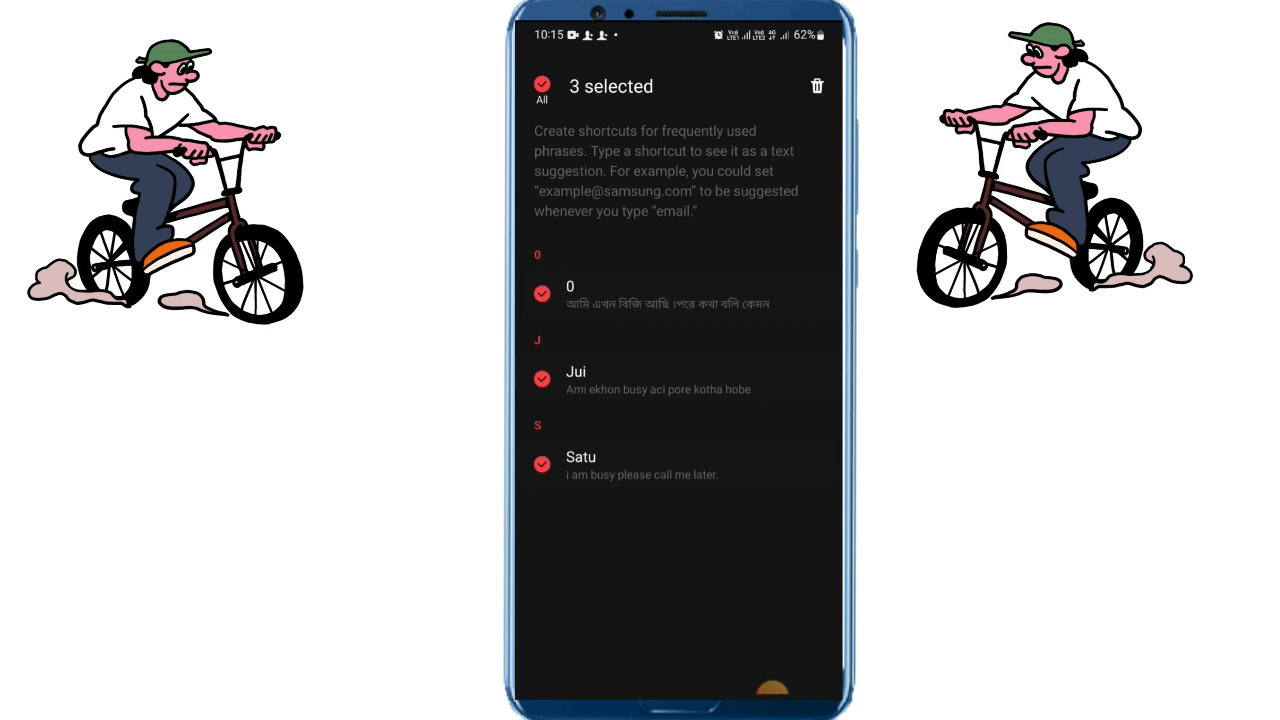 10:15
62%
3 selected
All
Create shortcuts for frequently used
phrases. Type a shortcut to see it as a text
suggestion. For example, you could set
“example@samsung.com” to be suggested
whenever you type “email.”
0
0
আমি এখন বিজি আছি ।পরে কথা বলি কেমন
J
Jui
Ami ekhon busy aci pore kotha hobe
S
Satu
i am busy please call me later.